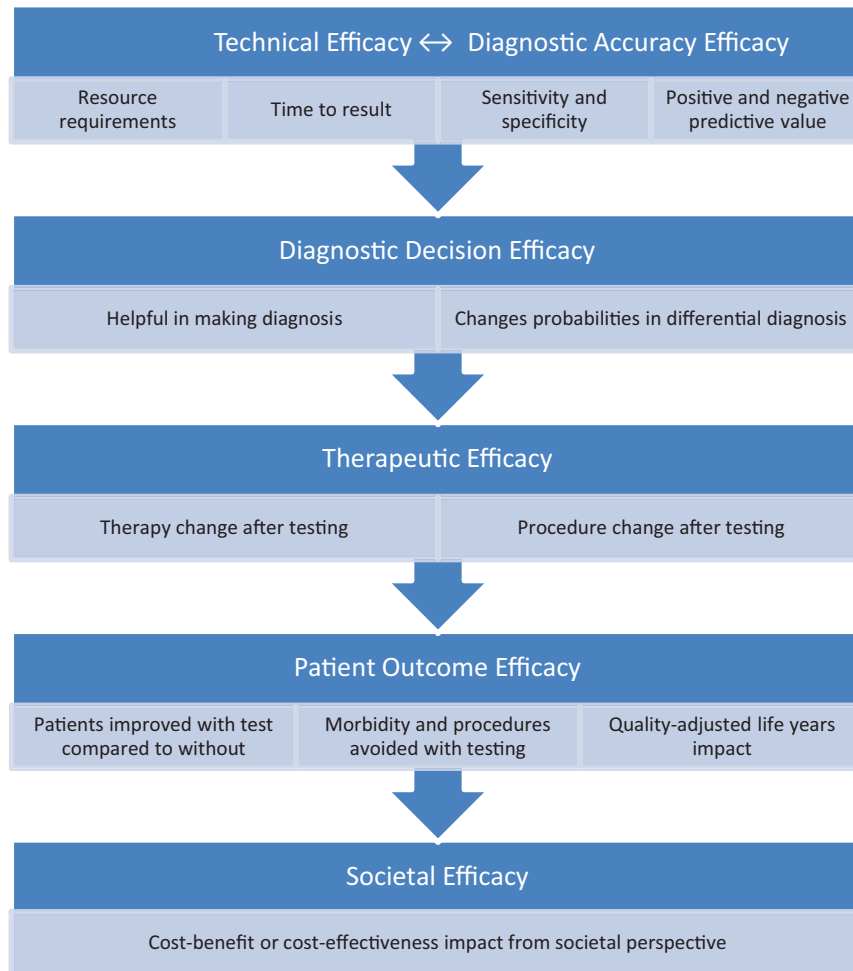 Technical Efficacy ↔ Diagnostic Accuracy Efficacy
Resource
requirements
Time to result
Sensitivity and
specificity
Positive and negative
predictive value
Diagnostic Decision Efficacy
Helpful in making diagnosis
Changes probabilities in differential diagnosis
Therapeutic Efficacy
Therapy change after testing
Procedure change after testing
Patient Outcome Efficacy
Patients improved with test
compared to without
Morbidity and procedures
avoided with testing
Quality-adjusted life years
impact
Societal Efficacy
Cost-benefit or cost-effectiveness impact from societal perspective